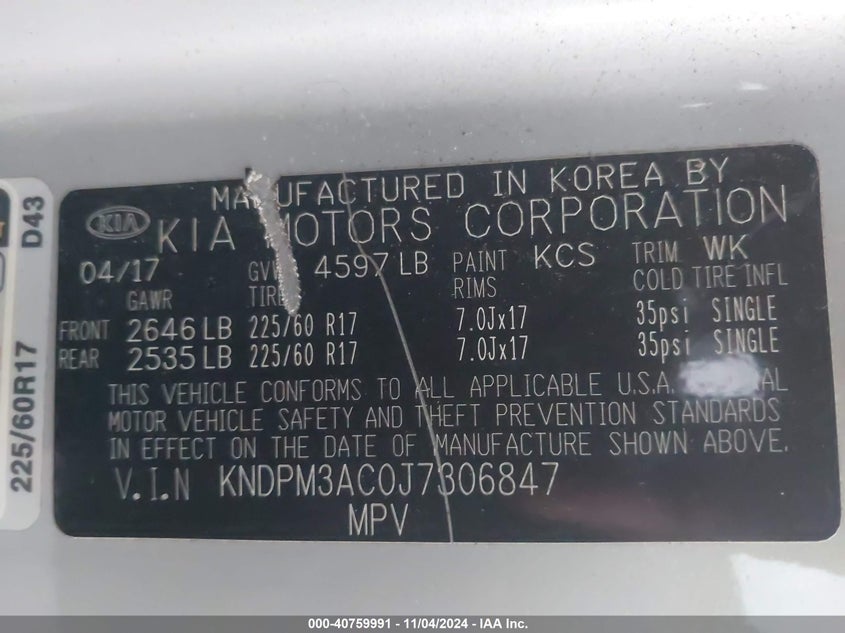 MANUFACTURED IN KOREA BY
KIA KIA MOTORS CORPORATION
04/17 4597 LB PAINT KCS TRIM WK
GAWR RIMS COLD TIRE INFL
FRONT 2646 LB 225/60 R17 7.0Jx17 35psi SINGLE
REAR 2535 LB 225/60 R17 7.0Jx17 35psi SINGLE
THIS VEHICLE CONFORMS TO ALL APPLICABLE U.S.A.
MOTOR VEHICLE SAFETY AND THEFT PREVENTION STANDARDS
IN EFFECT ON THE DATE OF MANUFACTURE SHOWN ABOVE.
V.I.N KNDPM3AC0J7306847
MPV
225/60R17 D43
000-40759991 - 11/04/2024 - IAA Inc.